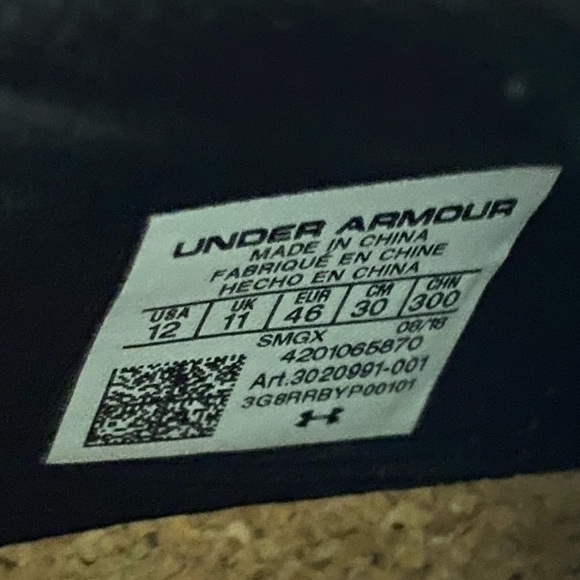 UNDER ARMOUR
MADE IN CHINA
FABRIQUÉ EN CHINE
HECHO EN CHINA
USA UK EUR CM CHN
12 11 46 30 300
SMGX 08/18
4201065870
Art.3020991-001
3G8RRBYP00101